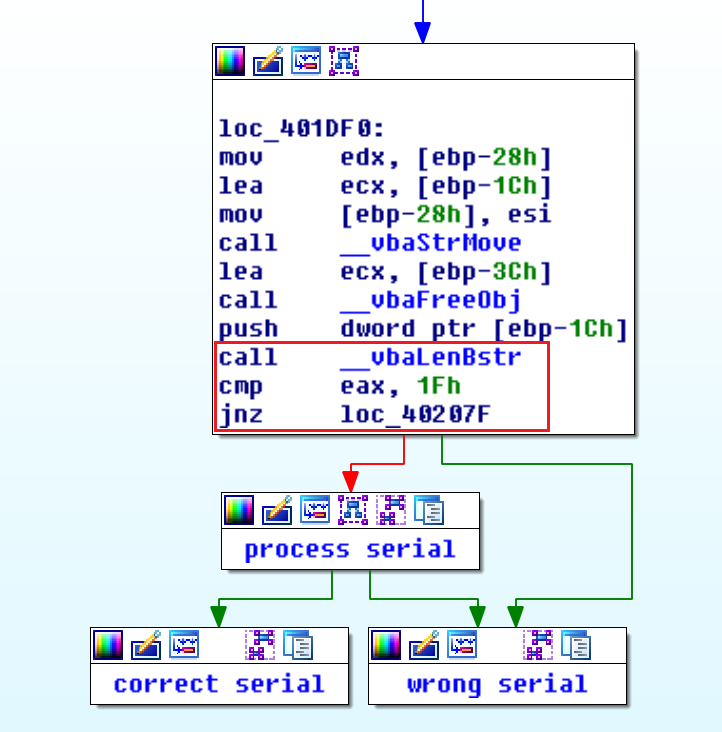 loc_401DF0:
mov edx, [ebp-28h]
lea ecx, [ebp-1Ch]
mov [ebp-28h], esi
call __vbaStrMove
lea ecx, [ebp-3Ch]
call __vbaFreeObj
push dword ptr [ebp-1Ch]
call __vbaLenBstr
cmp eax, 1Fh
jnz loc_40207F
process serial
correct serial
wrong serial